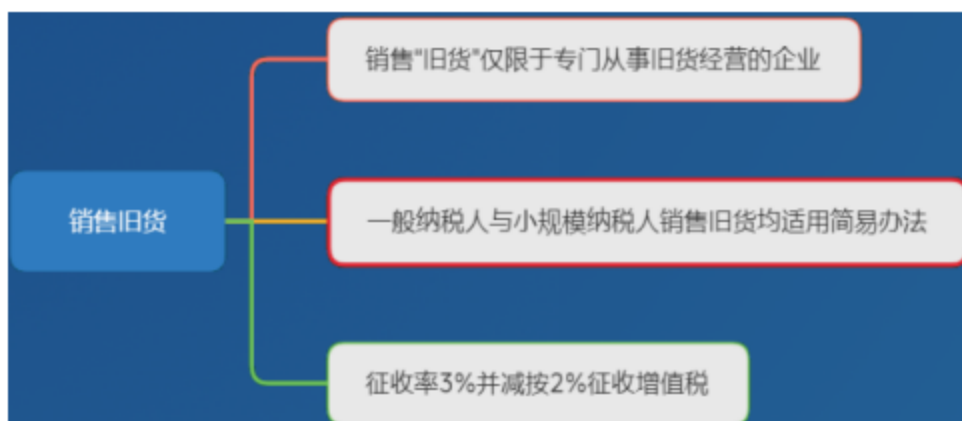 销售"旧货"仅限于专门从事旧货经营的企业
销售旧货
一般纳税人与小规模纳税人销售旧货均适用简易办法
征收率3%并减按2%征收增值税